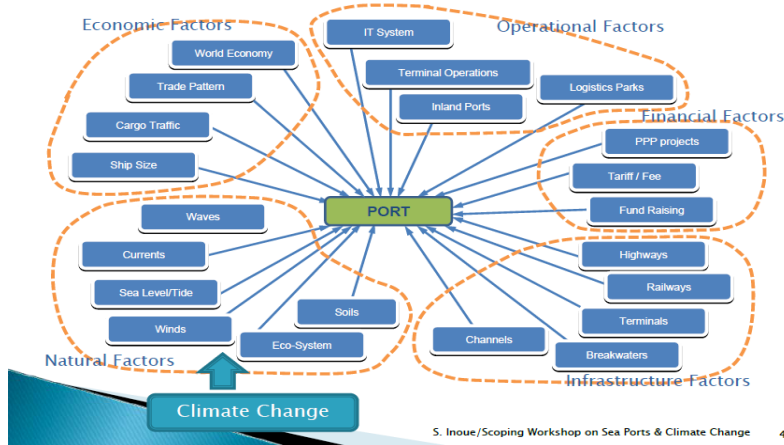 Economic Factors
World Economy
Trade Pattern
Cargo Traffic
Ship Size
IT System
Operational Factors
Terminal Operations
Inland Ports
Logistics Parks
Financial Factors
PPP projects
Tariff / Fee
Fund Raising
PORT
Waves
Currents
Sea Level/Tide
Winds
Soils
Eco-System
Natural Factors
Highways
Railways
Terminals
Channels
Breakwaters
Infrastructure Factors
Climate Change
S. Inoue/Scoping Workshop on Sea Ports & Climate Change 4